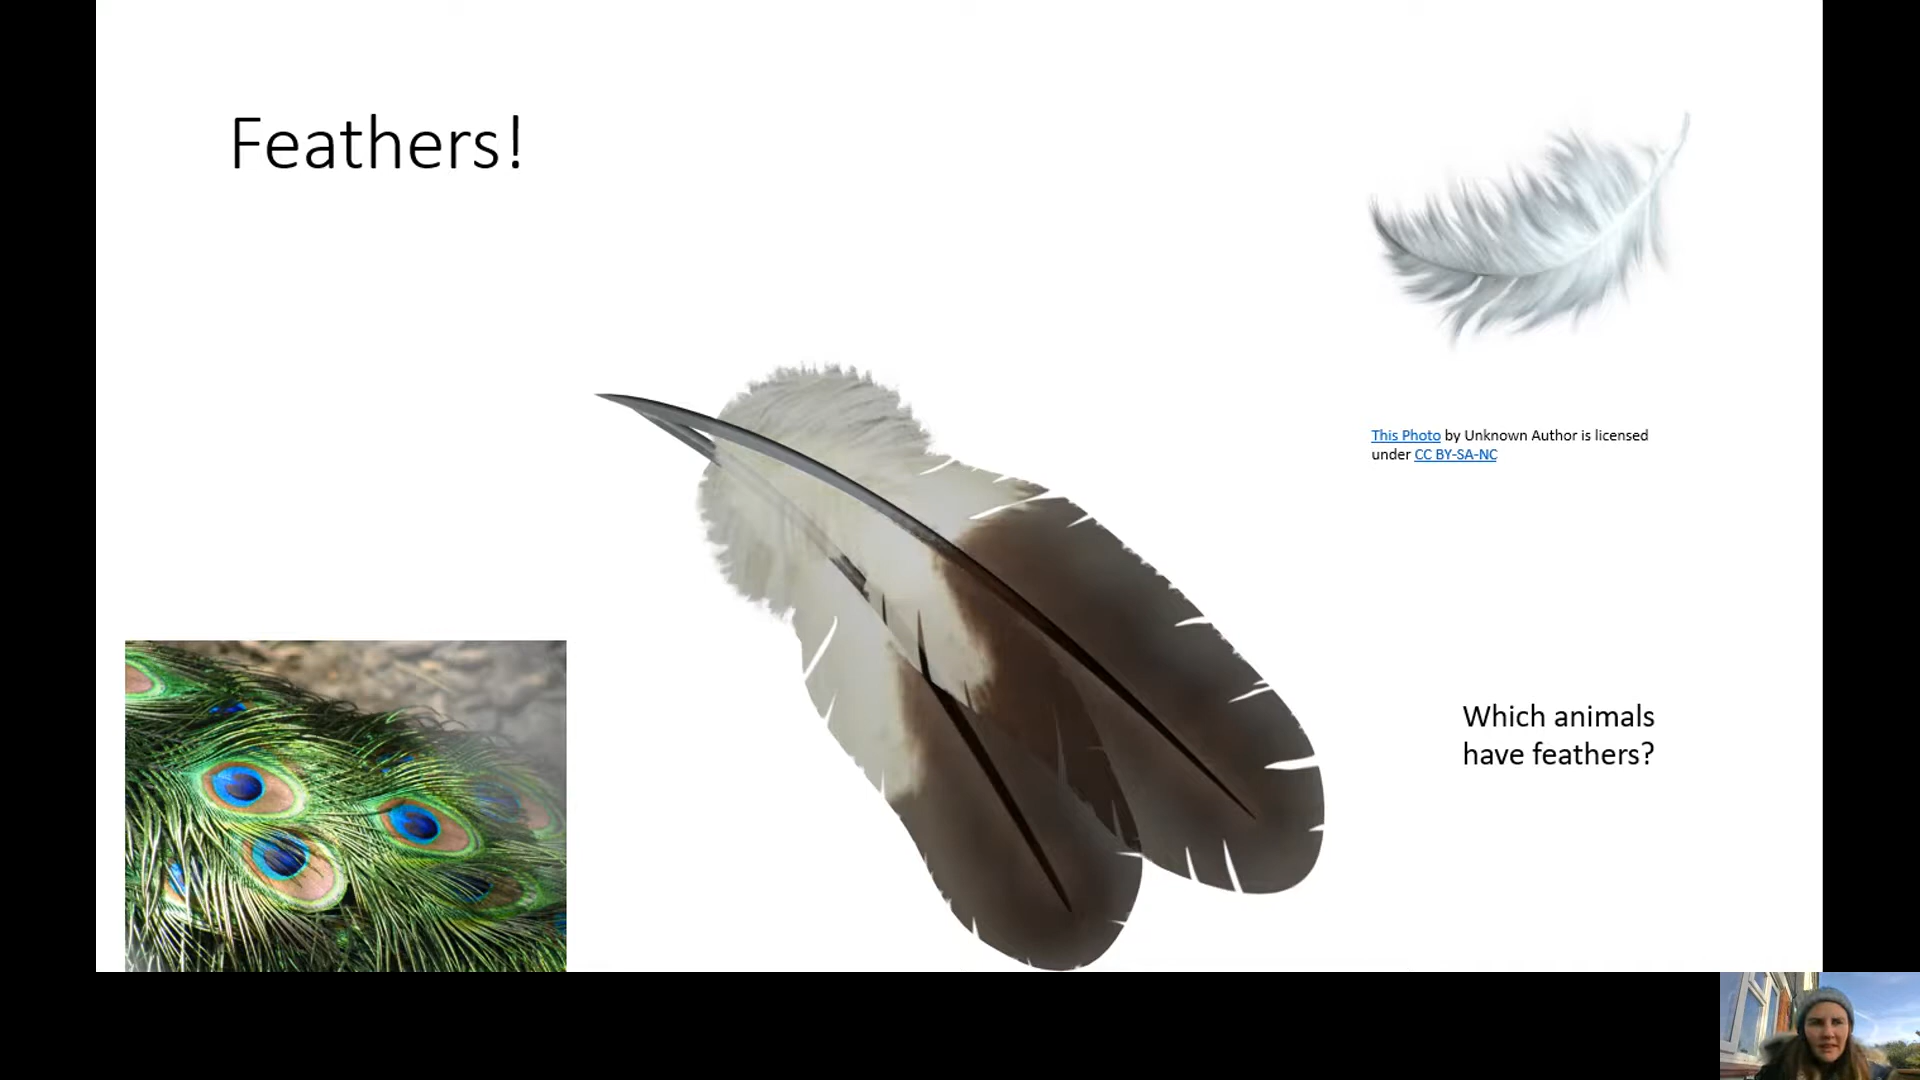 Feathers!
This Photo by Unknown Author is licensed
under CC BY-SA-NC
Which animals
have feathers?